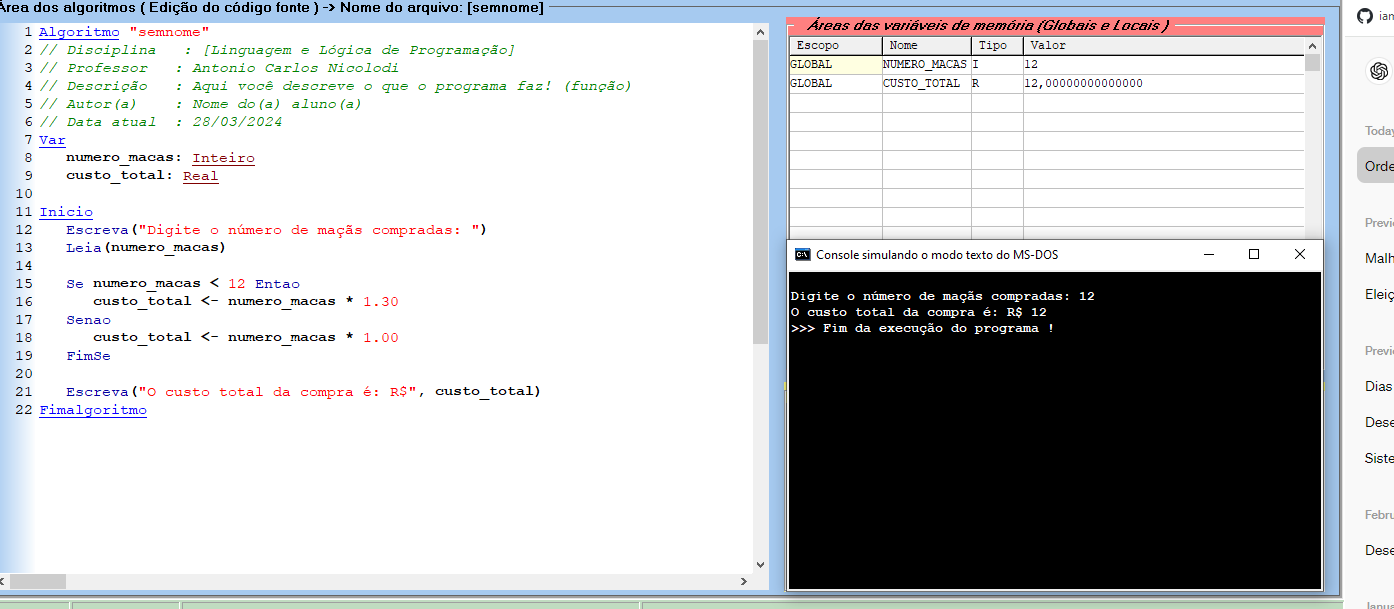 Área dos algoritmos ( Edição do código fonte ) -> Nome do arquivo: [semnome]
1 Algoritmo "semnome"
2 // Disciplina   : [Linguagem e Lógica de Programação]
3 // Professor   : Antonio Carlos Nicolodi
4 // Descrição   : Aqui você descreve o que o programa faz! (função)
5 // Autor(a)    : Nome do(a) aluno(a)
6 // Data atual  : 28/03/2024
7 Var
8    numero_macas: Inteiro
9    custo_total: Real
10
11 Inicio
12    Escreva("Digite o número de maçãs compradas: ")
13    Leia(numero_macas)
14
15    Se numero_macas < 12 Entao
16       custo_total <- numero_macas * 1.30
17    Senao
18       custo_total <- numero_macas * 1.00
19    FimSe
20
21    Escreva("O custo total da compra é: R$", custo_total)
22 Fimalgoritmo
Áreas das variáveis de memória (Globais e Locais )
Escopo Nome Tipo Valor
GLOBAL NUMERO_MACAS I 12
GLOBAL CUSTO_TOTAL R 12,00000000000000
Console simulando o modo texto do MS-DOS
Digite o número de maçãs compradas: 12
O custo total da compra é: R$ 12
>>> Fim da execução do programa !
iam
Today
Orde
Previ
Malh
Eleiç
Previ
Dias
Dese
Siste
Febru
Dese